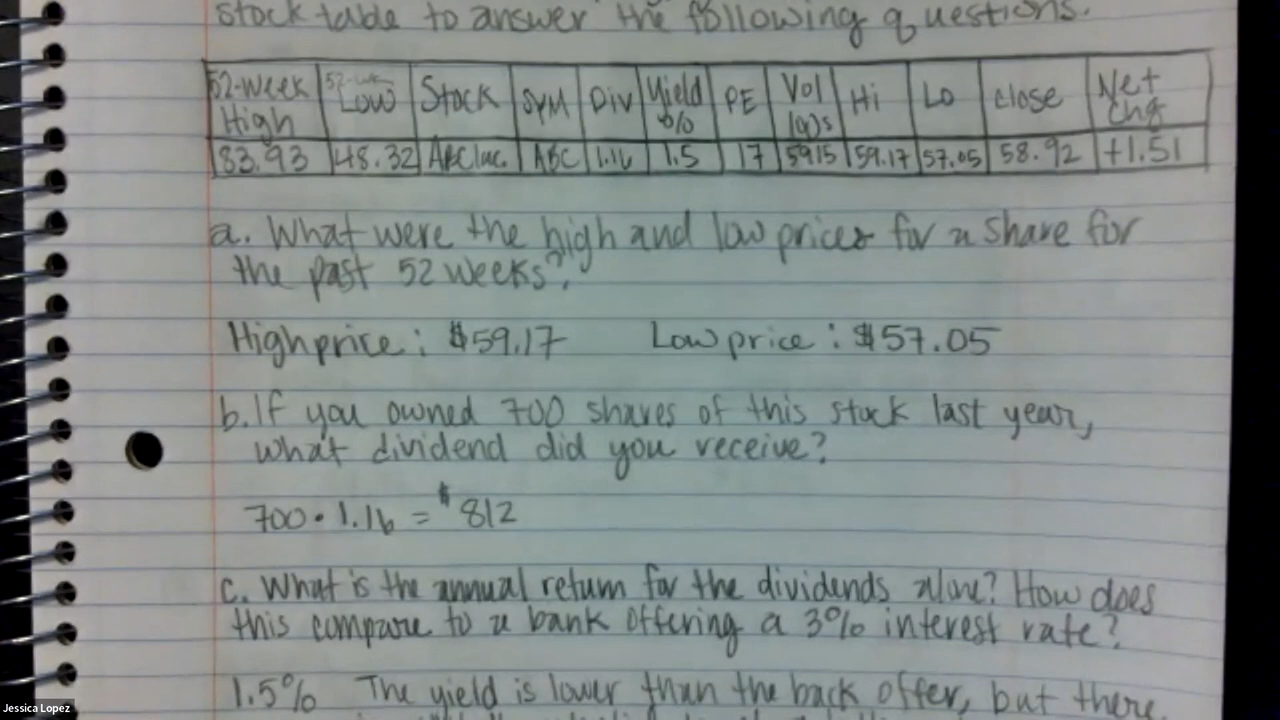 stock table to answer the following questions.
52-Week High | 52-wk Low | Stock | SYM | Div | Yield % | PE | Vol 100s | Hi | Lo | close | Net Chg
83.93 | 48.32 | ABC Inc. | ABC | 1.16 | 1.5 | 17 | 5915 | 59.17 | 57.05 | 58.92 | +1.51
a. What were the high and low prices for a share for
the past 52 weeks?
High price: $59.17 Low price: $57.05
b. If you owned 700 shares of this stock last year,
what dividend did you receive?
700 • 1.16 = $812
c. What is the annual return for the dividends alone? How does
this compare to a bank offering a 3% interest rate?
1.5% The yield is lower than the back offer, but there
Jessica Lopez